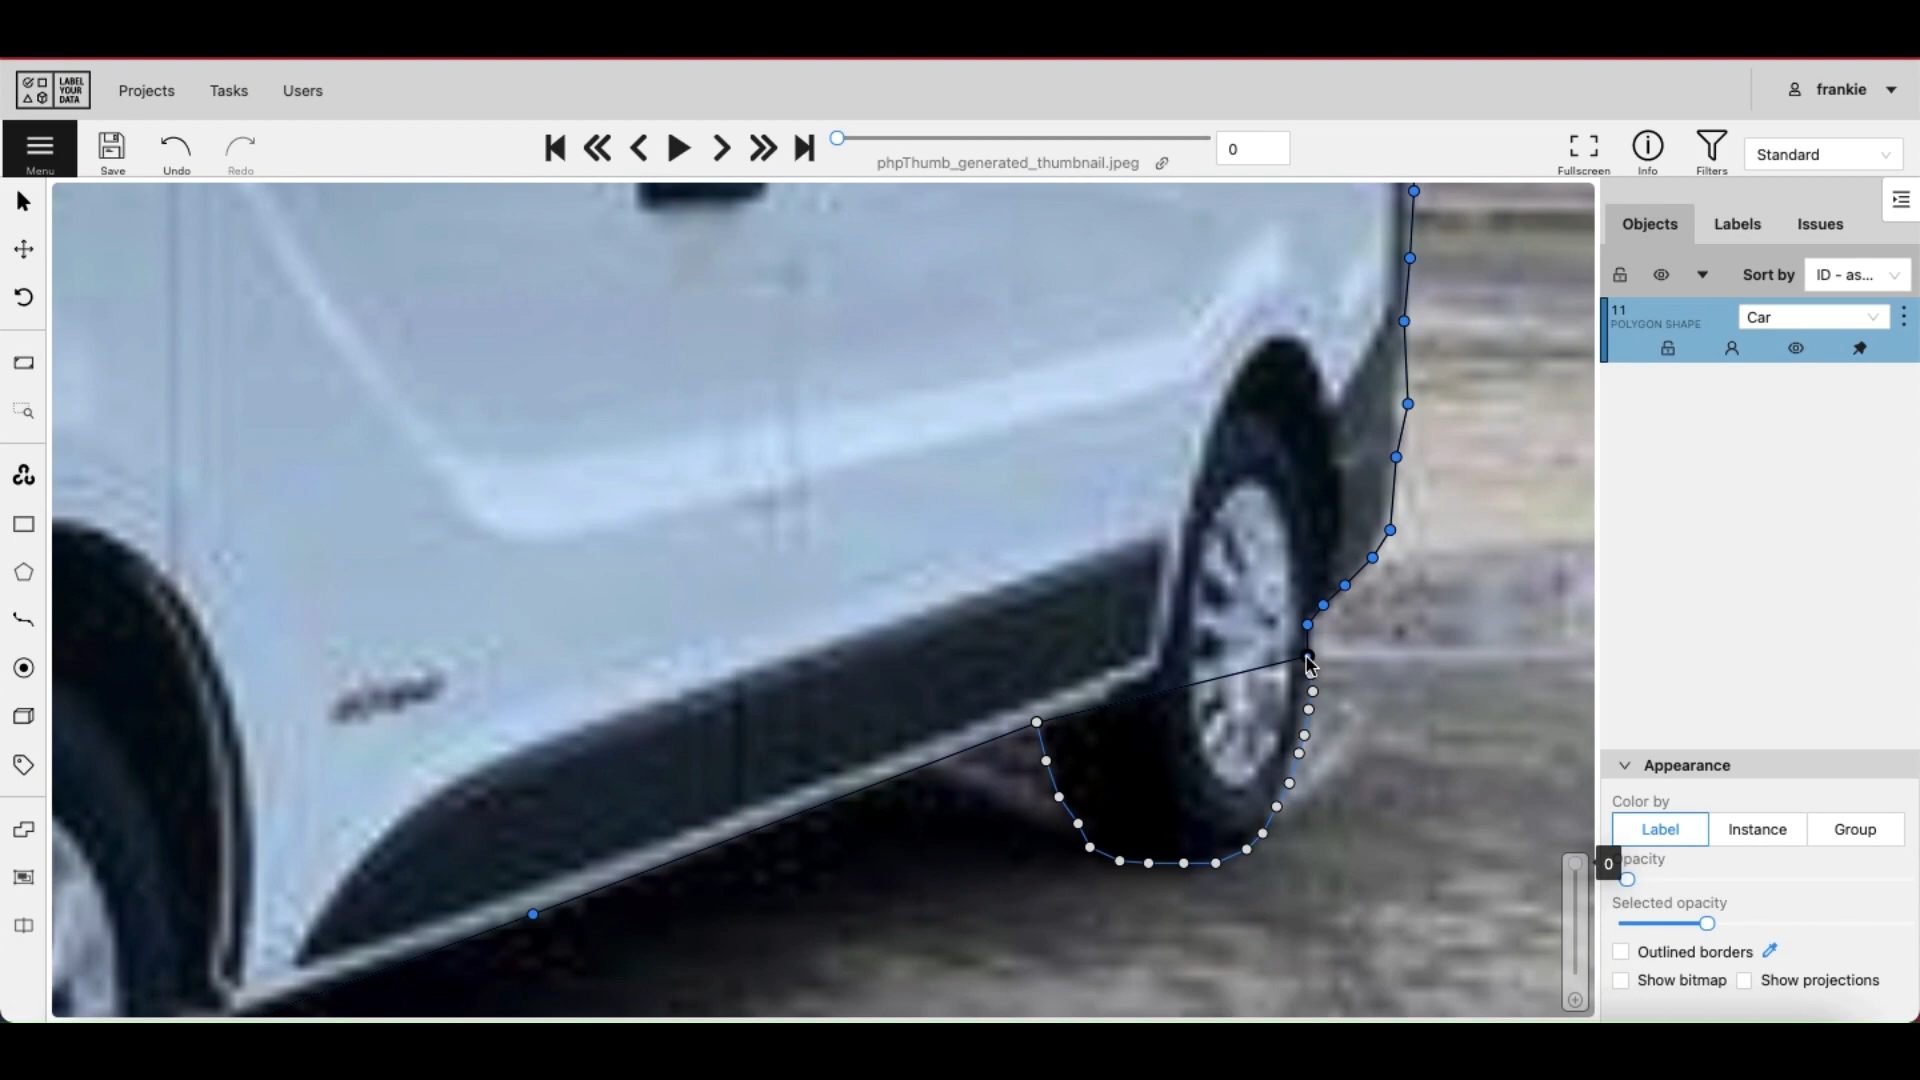 LABEL
YOUR
DATA
Projects
Tasks
Users
frankie
Menu
Save
Undo
Redo
phpThumb_generated_thumbnail.jpeg
0
Fullscreen
Info
Filters
Standard
Objects
Labels
Issues
Sort by
ID - as...
11
POLYGON SHAPE
Car
Appearance
Color by
Label
Instance
Group
0
Opacity
Selected opacity
Outlined borders
Show bitmap
Show projections